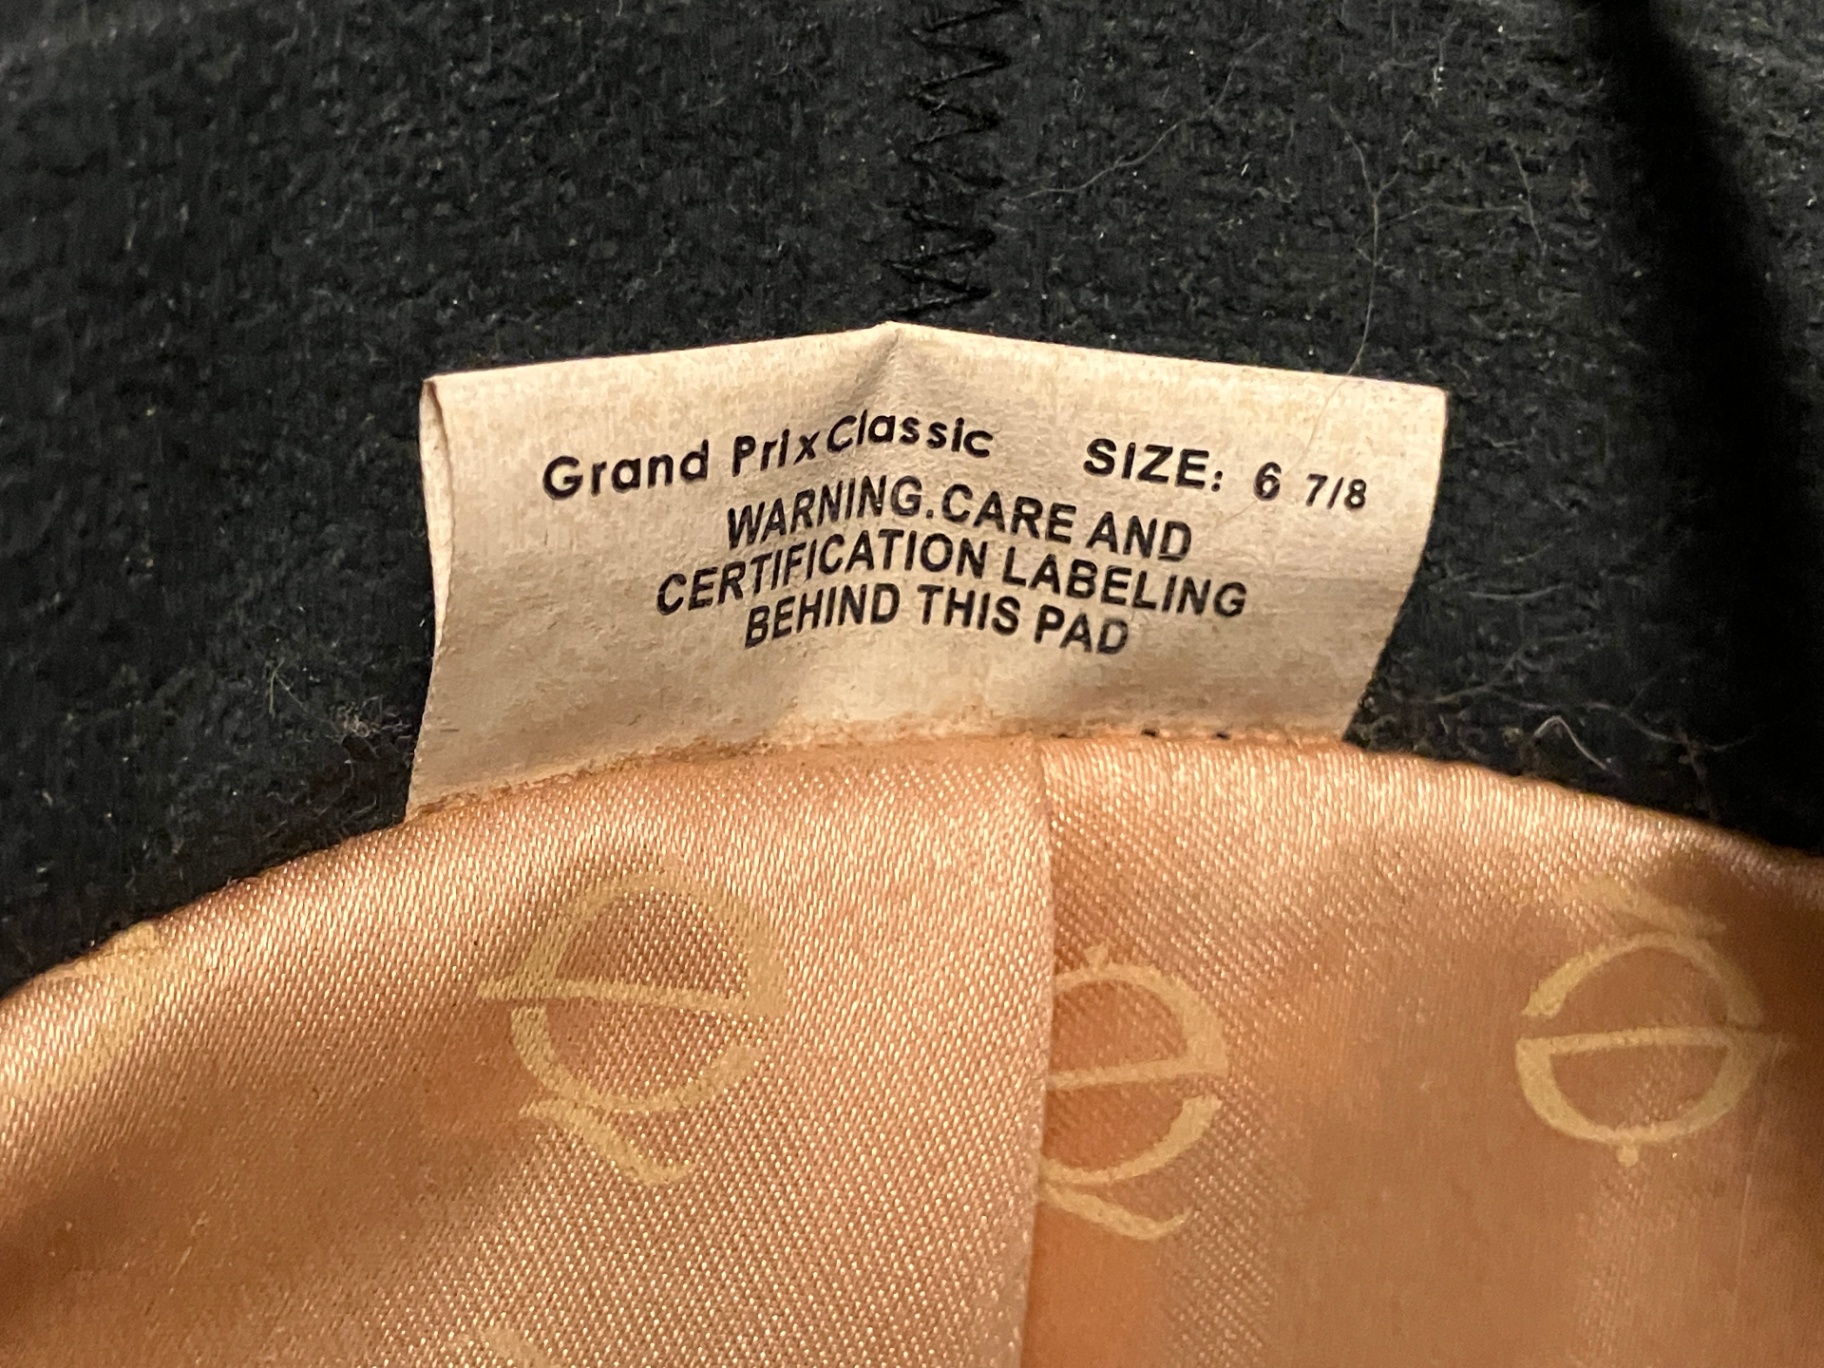 Grand Prix Classic SIZE: 6 7/8
WARNING.CARE AND
CERTIFICATION LABELING
BEHIND THIS PAD